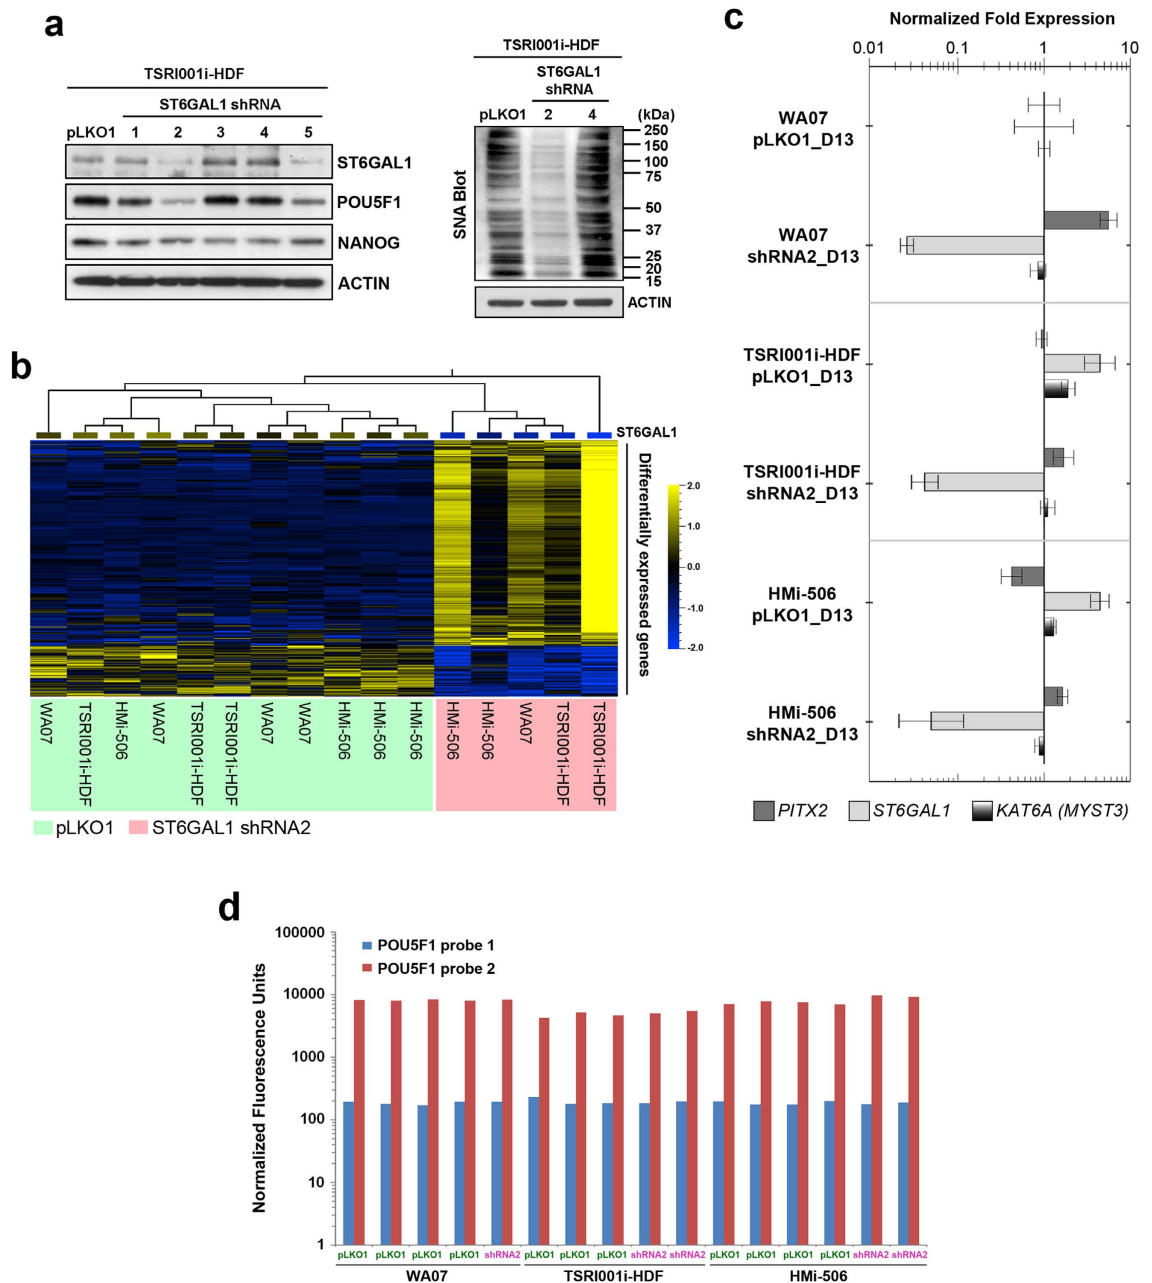 a
TSRI001i-HDF
ST6GAL1 shRNA
pLKO1 1 2 3 4 5
ST6GAL1
POU5F1
NANOG
ACTIN
TSRI001i-HDF
ST6GAL1
shRNA
pLKO1 2 4 (kDa)
250
150
100
75
50
37
25
20
15
SNA Blot
ACTIN
b
ST6GAL1
Differentially expressed genes
2.0
1.0
0.0
-1.0
-2.0
WA07
TSRI001i-HDF
HMi-506
WA07
TSRI001i-HDF
TSRI001i-HDF
WA07
WA07
HMi-506
HMi-506
HMi-506
HMi-506
HMi-506
WA07
TSRI001i-HDF
TSRI001i-HDF
pLKO1 ST6GAL1 shRNA2
c
Normalized Fold Expression
0.01 0.1 1 10
WA07
pLKO1_D13
WA07
shRNA2_D13
TSRI001i-HDF
pLKO1_D13
TSRI001i-HDF
shRNA2_D13
HMi-506
pLKO1_D13
HMi-506
shRNA2_D13
PITX2 ST6GAL1 KAT6A (MYST3)
d
Normalized Fluorescence Units
100000
10000
1000
100
10
1
POU5F1 probe 1
POU5F1 probe 2
pLKO1 pLKO1 pLKO1 pLKO1 shRNA2 pLKO1 pLKO1 pLKO1 shRNA2 shRNA2 pLKO1 pLKO1 pLKO1 pLKO1 shRNA2 shRNA2
WA07 TSRI001i-HDF HMi-506